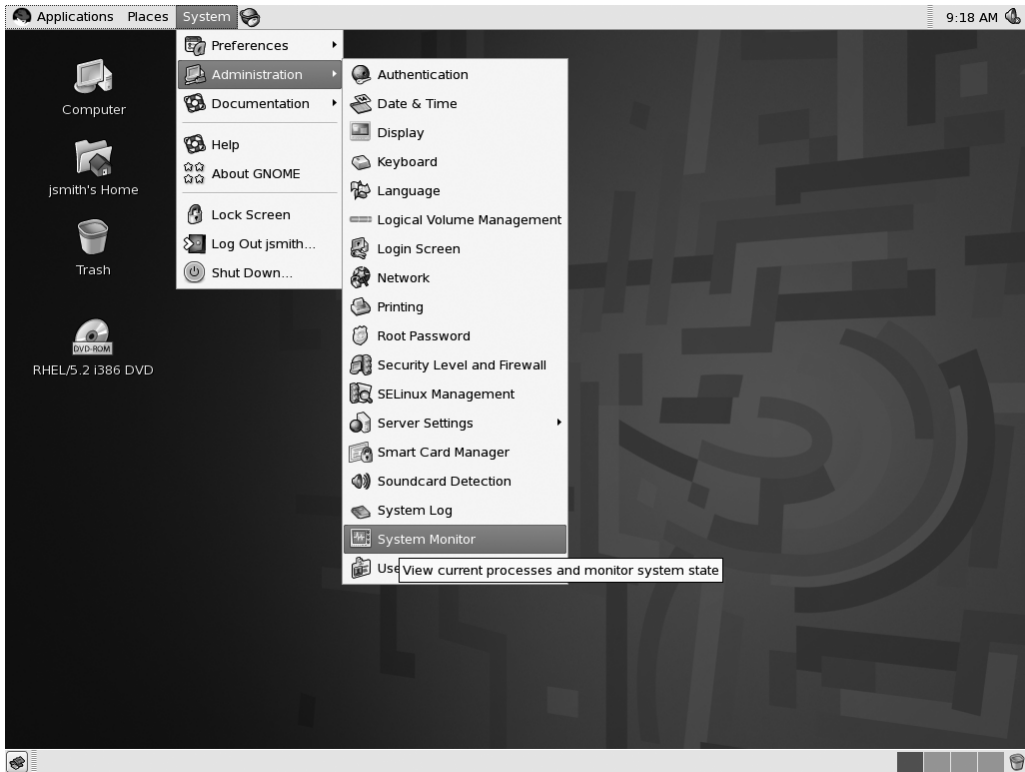 Applications Places System
9:18 AM
Preferences
Administration
Documentation
Help
About GNOME
Lock Screen
Log Out jsmith...
Shut Down...
Authentication
Date & Time
Display
Keyboard
Language
Logical Volume Management
Login Screen
Network
Printing
Root Password
Security Level and Firewall
SELinux Management
Server Settings
Smart Card Manager
Soundcard Detection
System Log
System Monitor
Use
View current processes and monitor system state
Computer
jsmith's Home
Trash
DVD-ROM
RHEL/5.2 i386 DVD